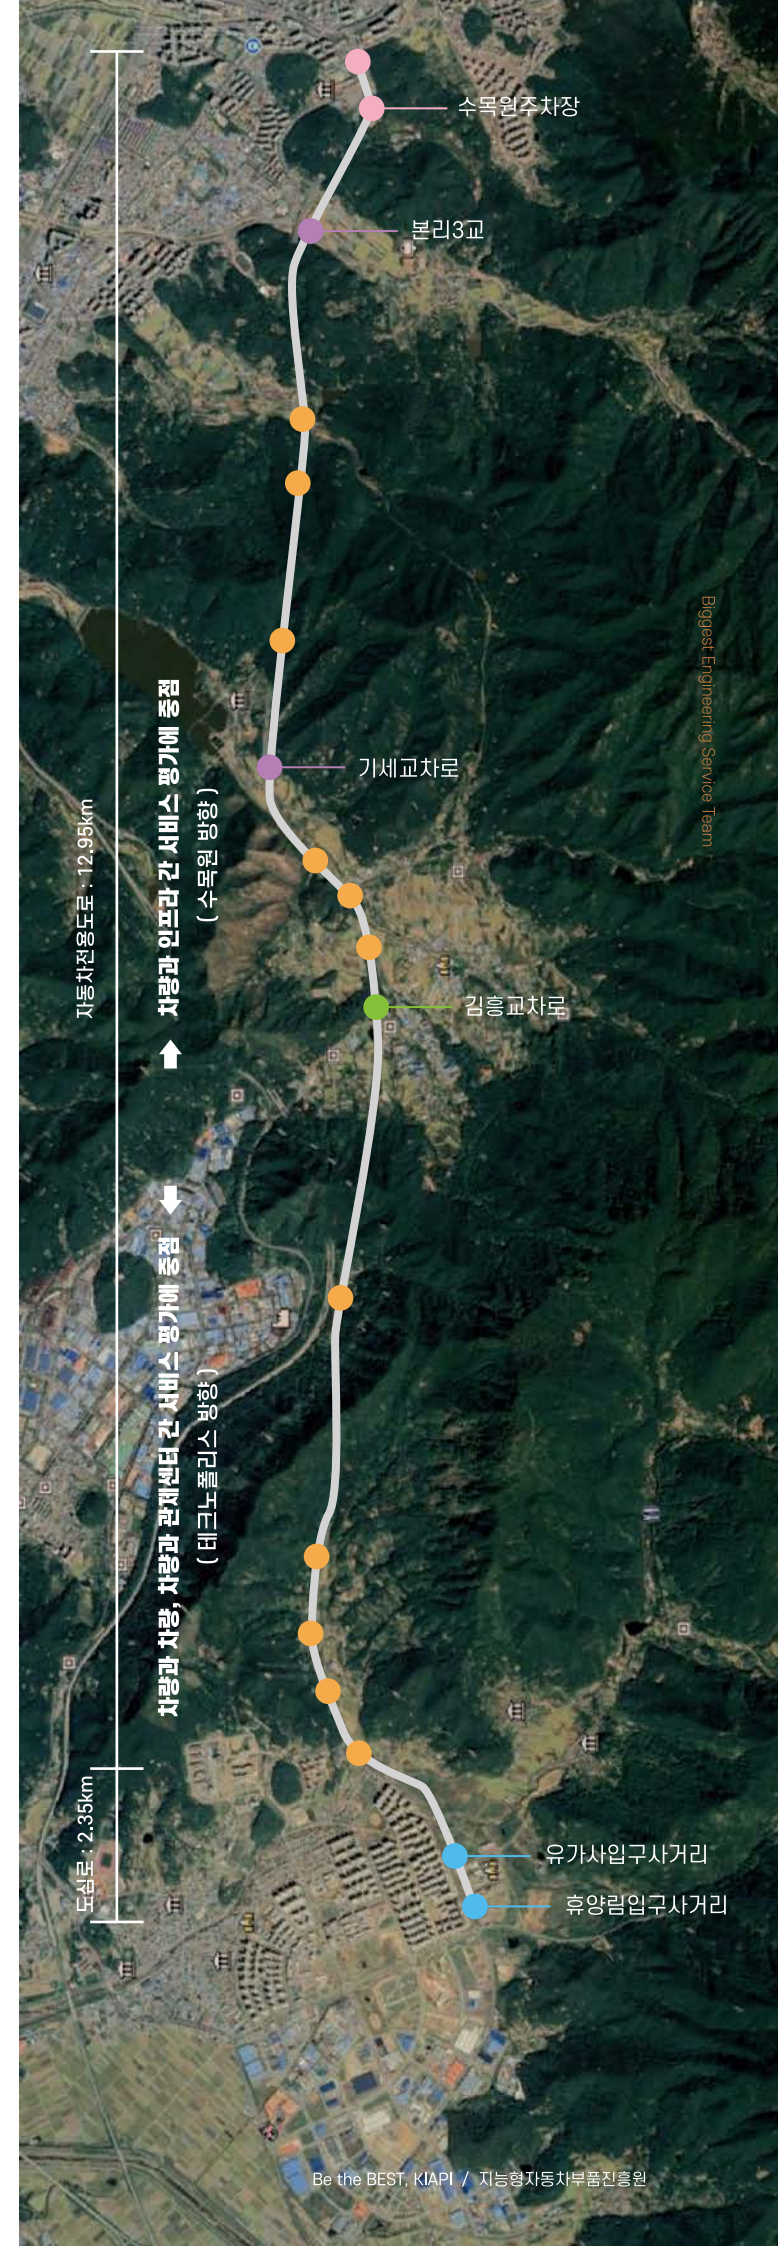 수목원주차장
본리3교
기세교차로
김흥교차로
유가사입구사거리
휴양림입구사거리
자동차전용도로 : 12.95km
도심로 : 2.35km
차량과 인프라 간 서비스 평가에 중점
( 수목원 방향 )
차량과 차량, 차량과 관제센터 간 서비스 평가에 중점
( 테크노폴리스 방향 )
Biggest Engineering Service Team
Be the BEST, KIAPI / 지능형자동차부품진흥원